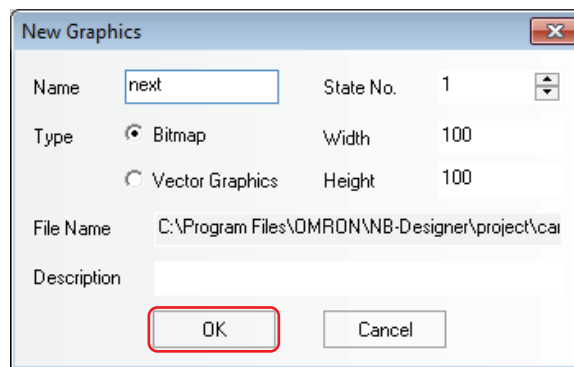 New Graphics
Name next State No. 1
Type Bitmap Width 100
Vector Graphics Height 100
File Name C:\Program Files\OMRON\NB-Designer\project\car
Description
OK Cancel